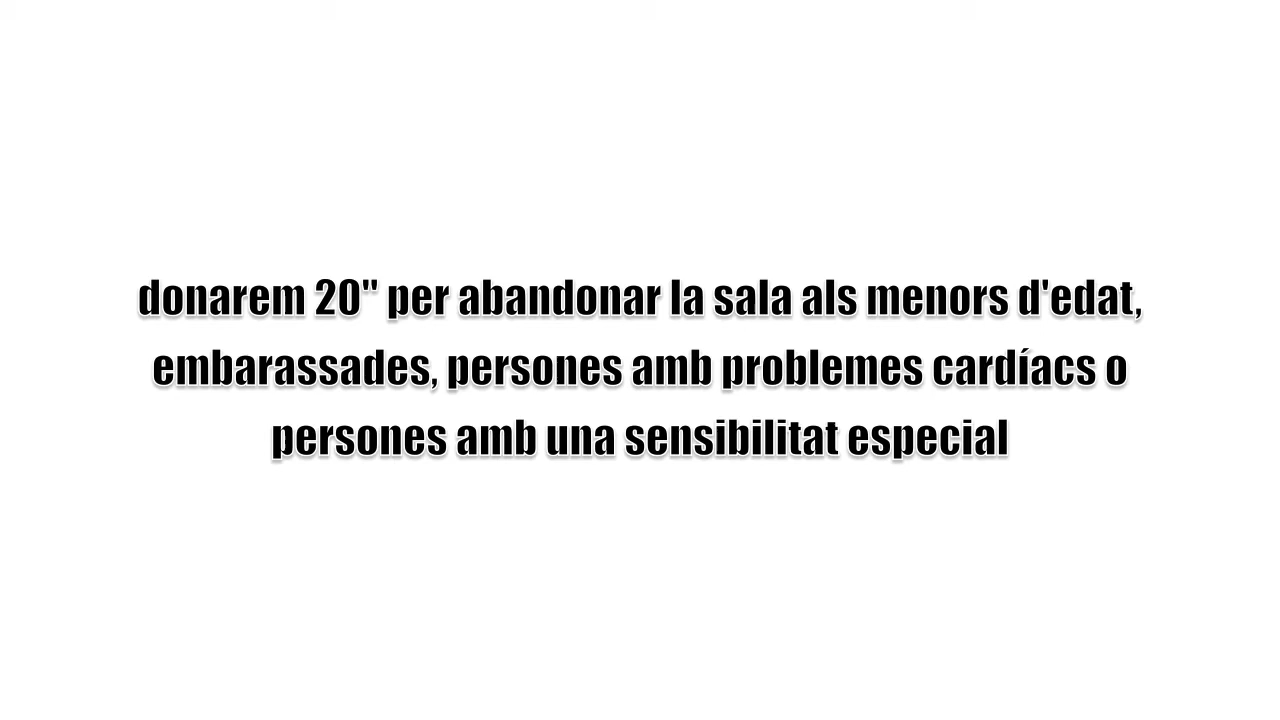 donarem 20" per abandonar la sala als menors d'edat,
embarassades, persones amb problemes cardíacs o
persones amb una sensibilitat especial